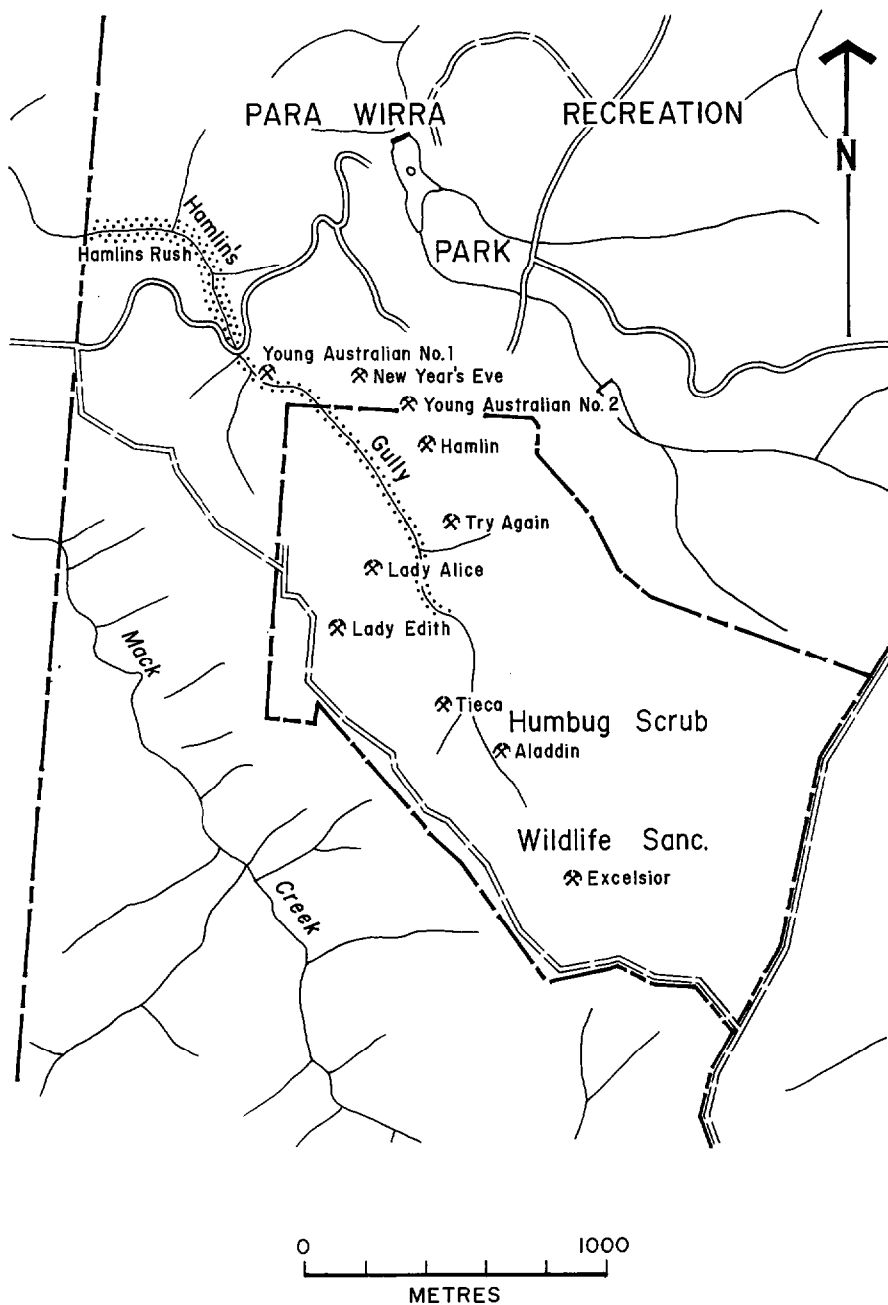 PARA WIRRA RECREATION
N
PARK
Hamlin's
Hamlins Rush
Young Australian No.1
New Year's Eve
Young Australian No. 2
Gully
Hamlin
Try Again
Lady Alice
Lady Edith
Mack
Tieca
Humbug Scrub
Aladdin
Wildlife Sanc.
Excelsior
Creek
0 1000
METRES